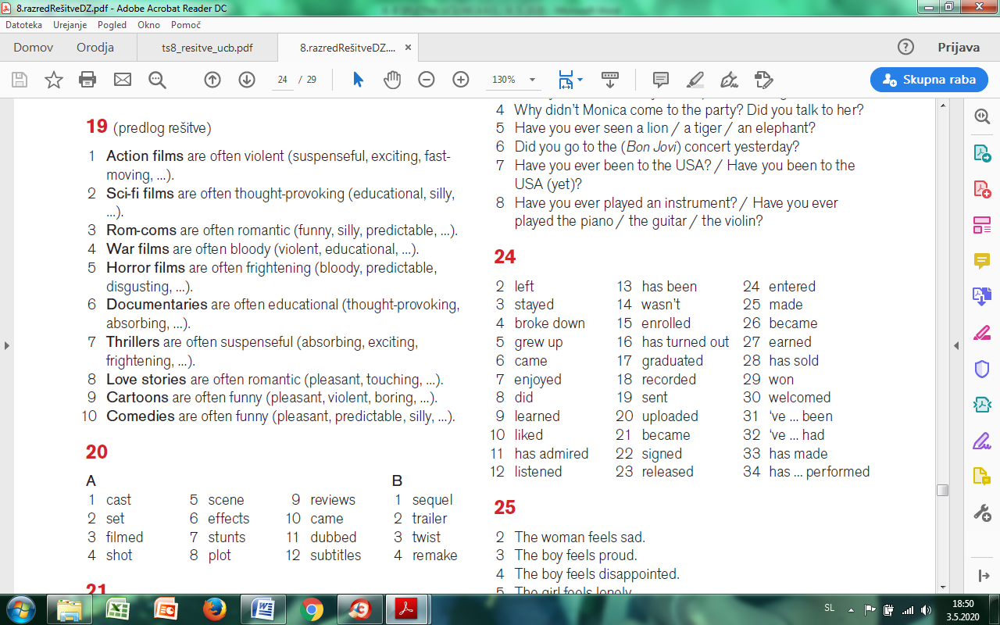 8.razredRešitveDZ.pdf - Adobe Acrobat Reader DC
Datoteka Urejanje Pogled Okno Pomoč
Domov Orodja ts8_resitve_ucb.pdf 8.razredRešitveDZ.... × Prijava
24 / 29 130% Skupna raba
19 (predlog rešitve)
1 Action films are often violent (suspenseful, exciting, fast-
moving, ...).
2 Sci-fi films are often thought-provoking (educational, silly,
...).
3 Rom-coms are often romantic (funny, silly, predictable, ...).
4 War films are often bloody (violent, educational, ...).
5 Horror films are often frightening (bloody, predictable,
disgusting, ...).
6 Documentaries are often educational (thought-provoking,
absorbing, ...).
7 Thrillers are often suspenseful (absorbing, exciting,
frightening, ...).
8 Love stories are often romantic (pleasant, touching, ...).
9 Cartoons are often funny (pleasant, violent, boring, ...).
10 Comedies are often funny (pleasant, predictable, silly, ...).
20
A B
1 cast 5 scene 9 reviews 1 sequel
2 set 6 effects 10 came 2 trailer
3 filmed 7 stunts 11 dubbed 3 twist
4 shot 8 plot 12 subtitles 4 remake
21
4 Why didn't Monica come to the party? Did you talk to her?
5 Have you ever seen a lion / a tiger / an elephant?
6 Did you go to the (Bon Jovi) concert yesterday?
7 Have you ever been to the USA? / Have you been to the
USA (yet)?
8 Have you ever played an instrument? / Have you ever
played the piano / the guitar / the violin?
24
2 left 13 has been 24 entered
3 stayed 14 wasn't 25 made
4 broke down 15 enrolled 26 became
5 grew up 16 has turned out 27 earned
6 came 17 graduated 28 has sold
7 enjoyed 18 recorded 29 won
8 did 19 sent 30 welcomed
9 learned 20 uploaded 31 've ... been
10 liked 21 became 32 've ... had
11 has admired 22 signed 33 has made
12 listened 23 released 34 has ... performed
25
2 The woman feels sad.
3 The boy feels proud.
4 The boy feels disappointed.
5 The girl feels lonely.
SL 18:50
3.5.2020